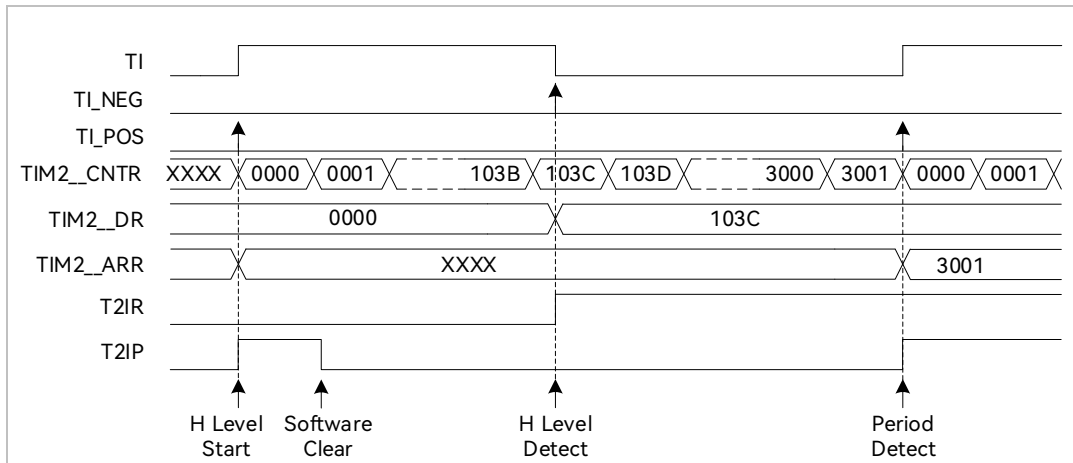 TI
TI_NEG
TI_POS
TIM2__CNTR XXXX 0000 0001 103B 103C 103D 3000 3001 0000 0001
TIM2__DR 0000 103C
TIM2__ARR XXXX 3001
T2IR
T2IP
H Level Software H Level Period
Start Clear Detect Detect